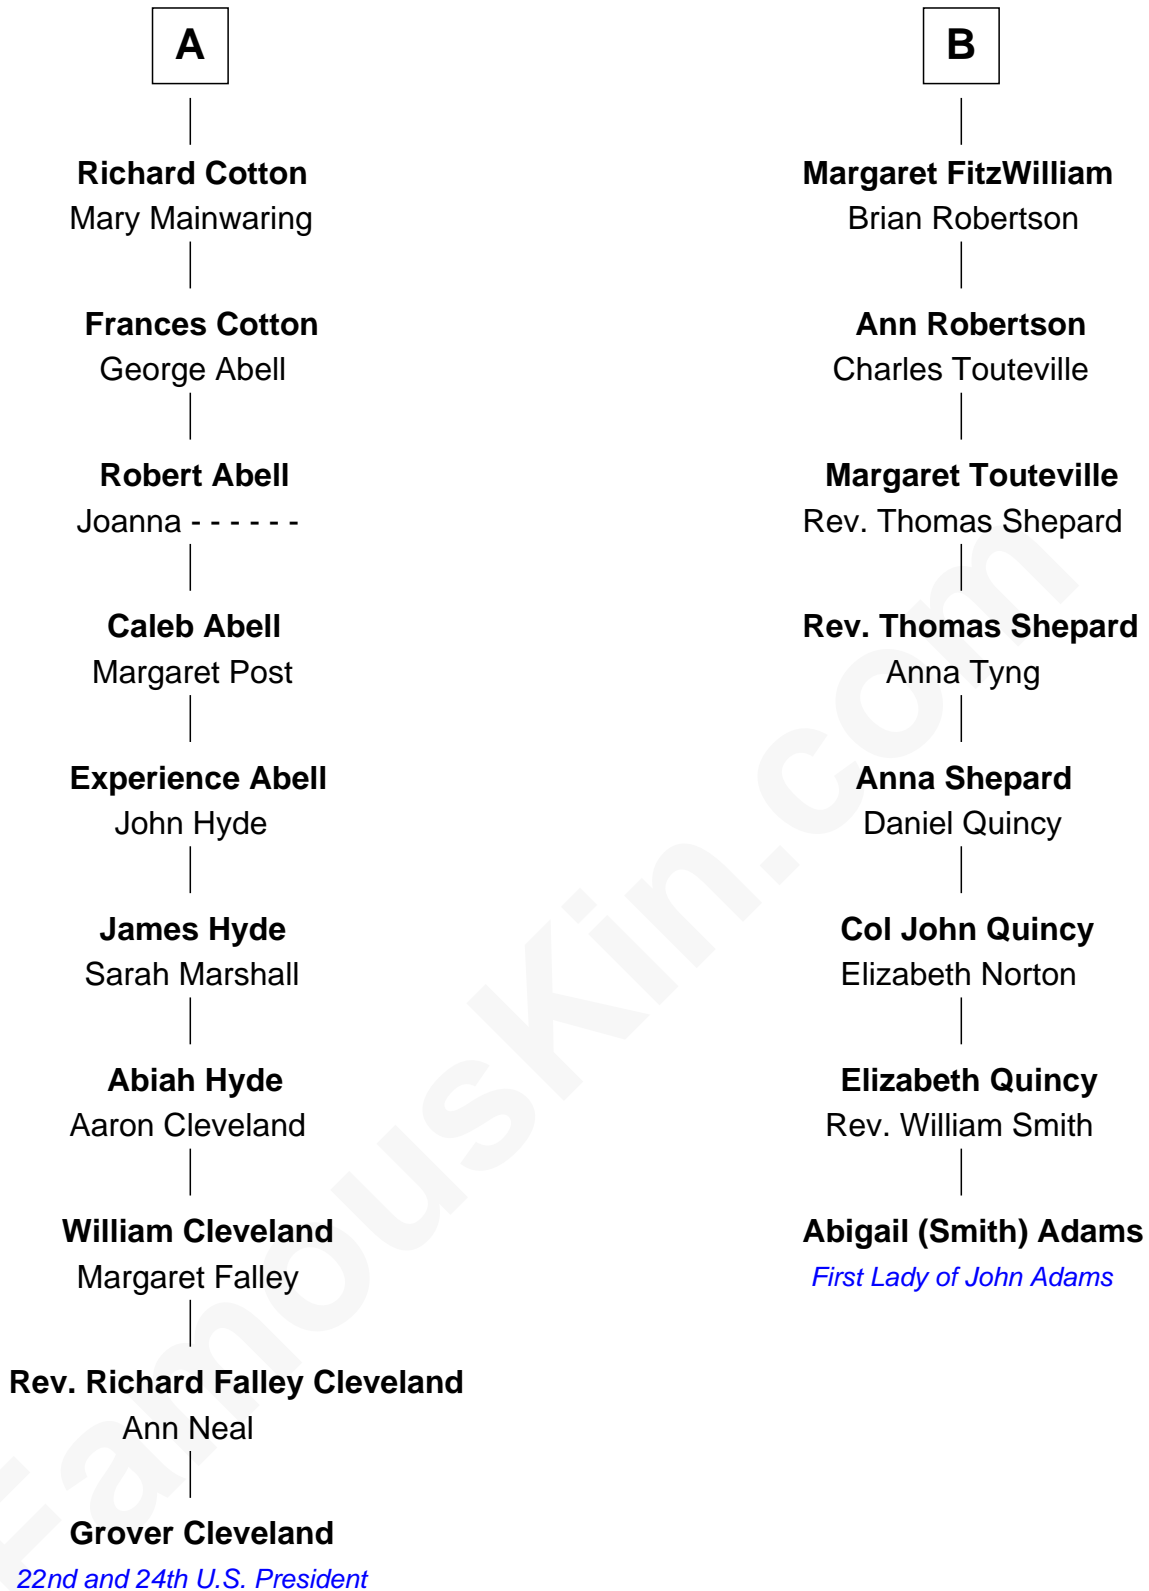 A
Richard Cotton
Mary Mainwaring
Frances Cotton
George Abell
Robert Abell
Joanna - - - - - -
Caleb Abell
Margaret Post
Experience Abell
John Hyde
James Hyde
Sarah Marshall
Abiah Hyde
Aaron Cleveland
William Cleveland
Margaret Falley
Rev. Richard Falley Cleveland
Ann Neal
Grover Cleveland
22nd and 24th U.S. President
B
Margaret FitzWilliam
Brian Robertson
Ann Robertson
Charles Touteville
Margaret Touteville
Rev. Thomas Shepard
Rev. Thomas Shepard
Anna Tyng
Anna Shepard
Daniel Quincy
Col John Quincy
Elizabeth Norton
Elizabeth Quincy
Rev. William Smith
Abigail (Smith) Adams
First Lady of John Adams
FamousKin.com